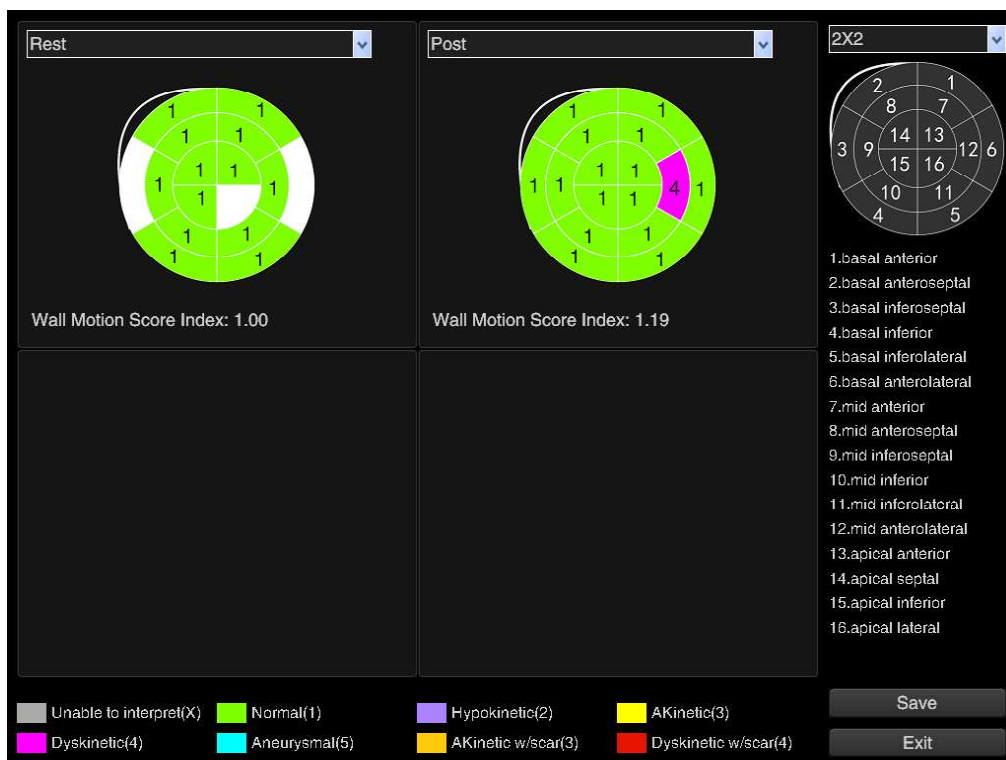 Rest
Post
2X2
1 1
1 1
1 1 1
1 1
1 1
1 1
Wall Motion Score Index: 1.00
1 1
1 1
1 1 1 1 4 1
1 1
1 1
1 1
Wall Motion Score Index: 1.19
2 1
8 7
14 13
3 9 12 6
15 16
10 11
4 5
1.basal anterior
2.basal anteroseptal
3.basal inferoseptal
4.basal inferior
5.basal inferolateral
6.basal anterolateral
7.mid anterior
8.mid anteroseptal
9.mid inferoseptal
10.mid inferior
11.mid inferolateral
12.mid anterolateral
13.apical anterior
14.apical septal
15.apical inferior
16.apical lateral
Unable to interpret(X) Normal(1) Hypokinetic(2) AKinetic(3)
Dyskinetic(4) Aneurysmal(5) AKinetic w/scar(3) Dyskinetic w/scar(4)
Save
Exit